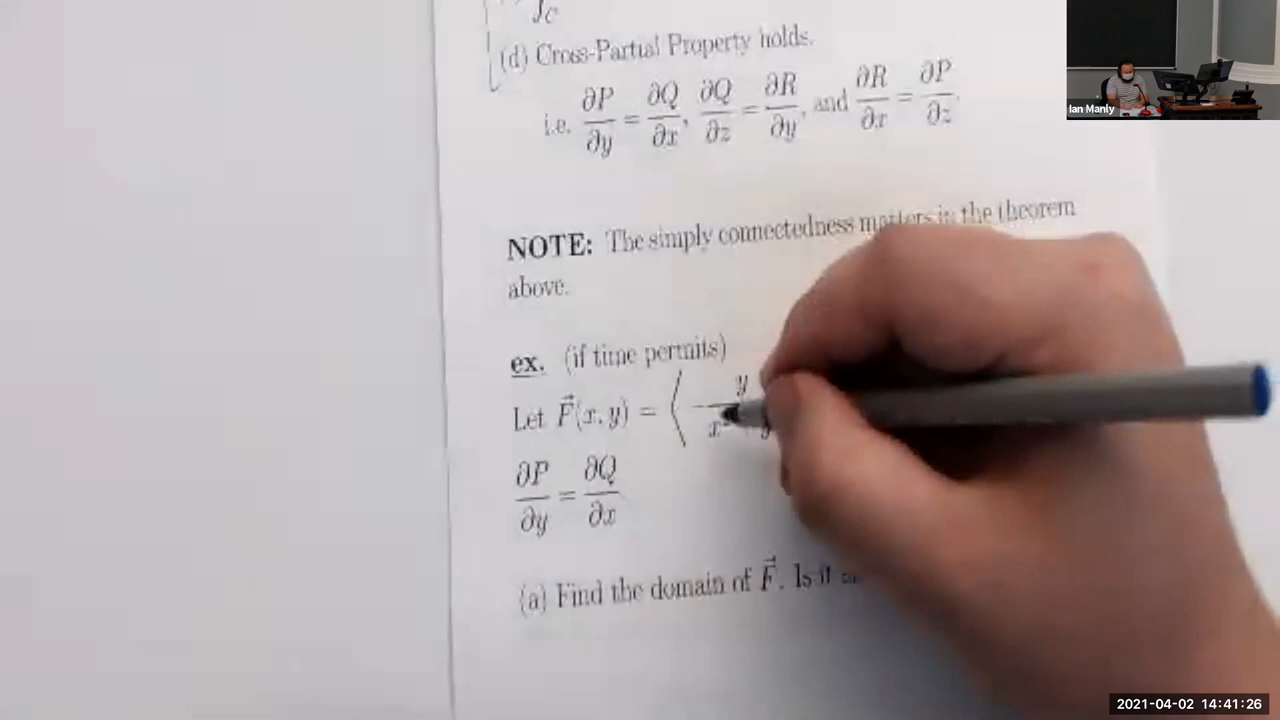 ∫C
(d) Cross-Partial Property holds.
i.e. ∂P/∂y = ∂Q/∂x, ∂Q/∂z = ∂R/∂y, and ∂R/∂x = ∂P/∂z.
NOTE: The simply connectedness matters in the theorem
above.
ex. (if time permits)
Let F⃗(x, y) = ⟨ y
x
∂P/∂y = ∂Q/∂x
(a) Find the domain of F⃗. Is it
Ian Manly
2021-04-02 14:41:26